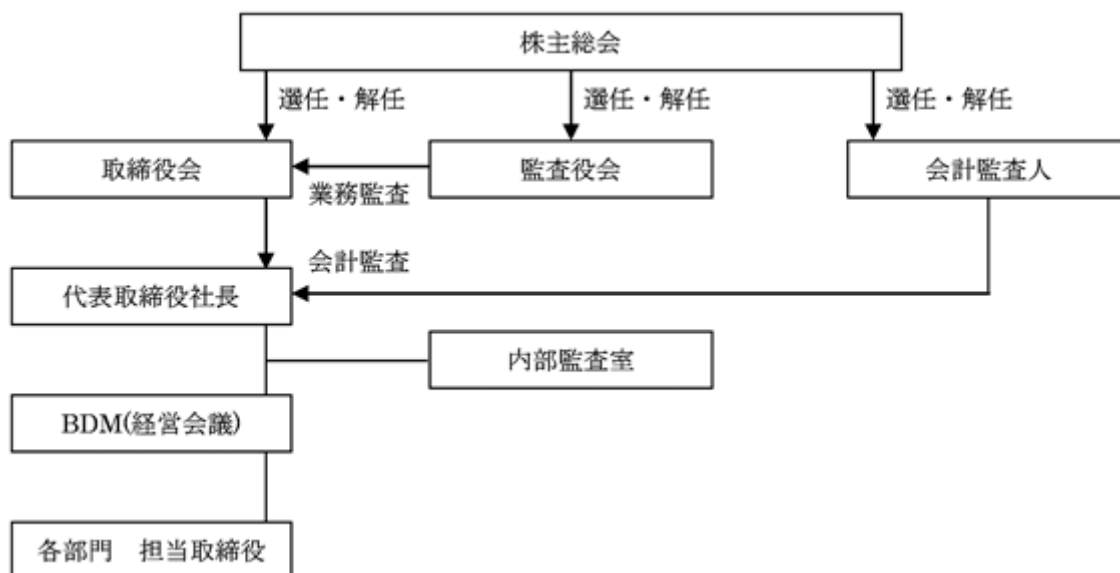 株主総会
選任・解任
選任・解任
選任・解任
取締役会
監査役会
会計監査人
業務監査
会計監査
代表取締役社長
内部監査室
BDM(経営会議)
各部門　担当取締役